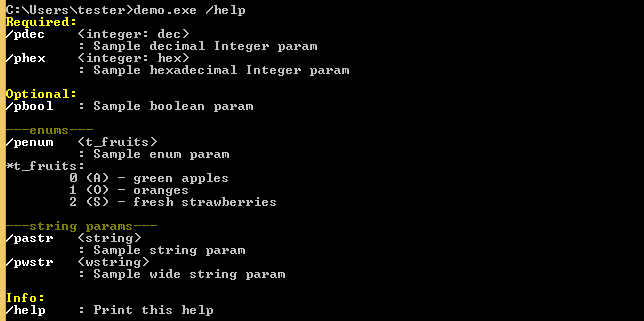 C:\Users\tester>demo.exe /help
Required:
/pdec <integer: dec>
: Sample decimal Integer param
/phex <integer: hex>
: Sample hexadecimal Integer param
Optional:
/pbool : Sample boolean param
---enums---
/penum <t_fruits>
: Sample enum param
*t_fruits:
0 (A) - green apples
1 (O) - oranges
2 (S) - fresh strawberries
---string params---
/pastr <string>
: Sample string param
/pwstr <wstring>
: Sample wide string param
Info:
/help : Print this help